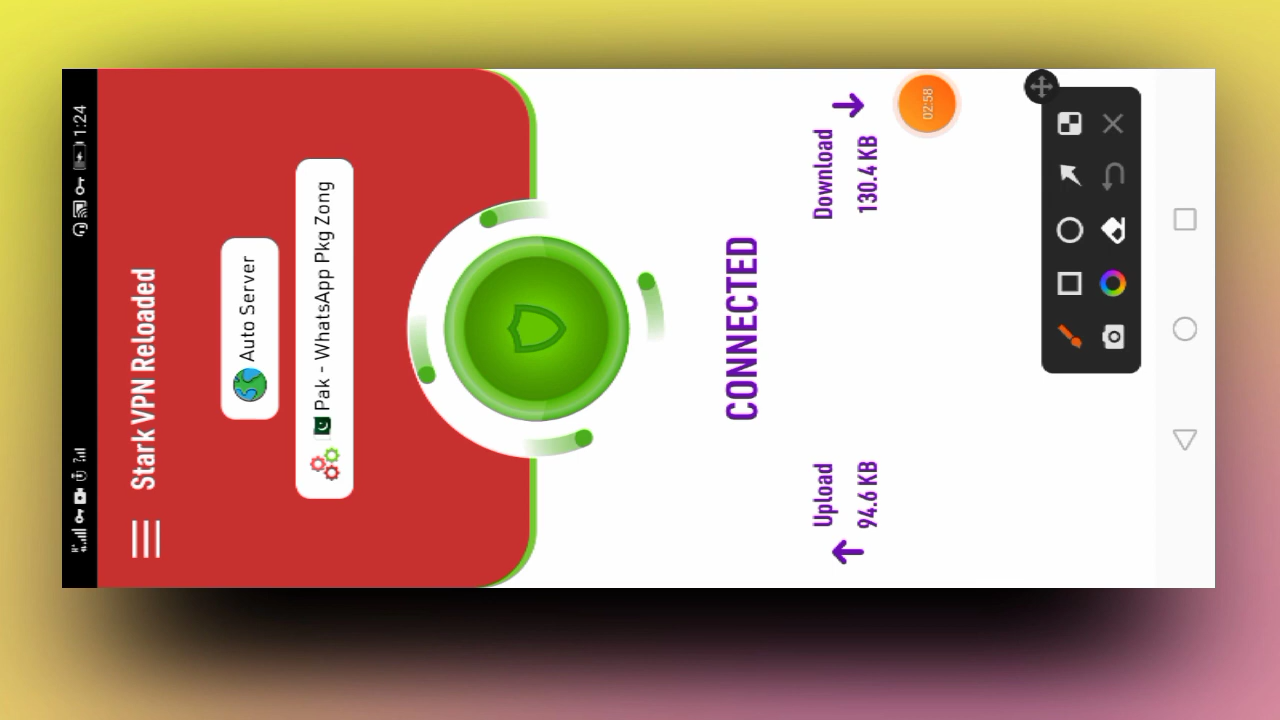 1:24
Stark VPN Reloaded
Auto Server
Pak - WhatsApp Pkg Zong
CONNECTED
Upload
94.6 KB
Download
130.4 KB
02:58